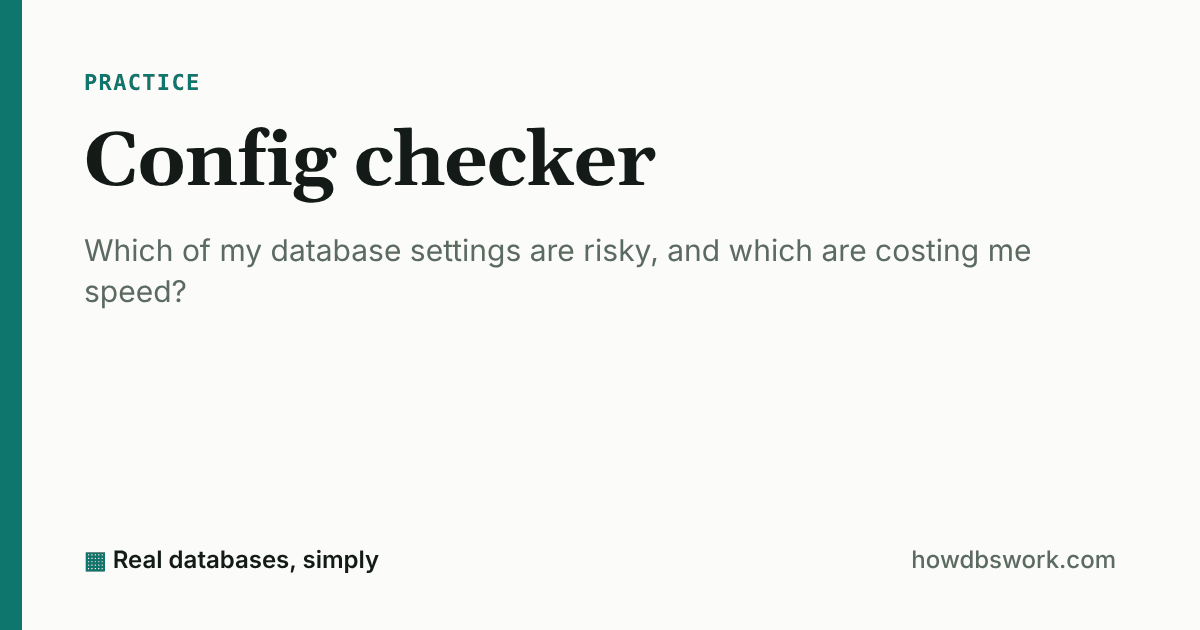 PRACTICE
Config checker
Which of my database settings are risky, and which are costing me
speed?
Real databases, simply
howdbswork.com